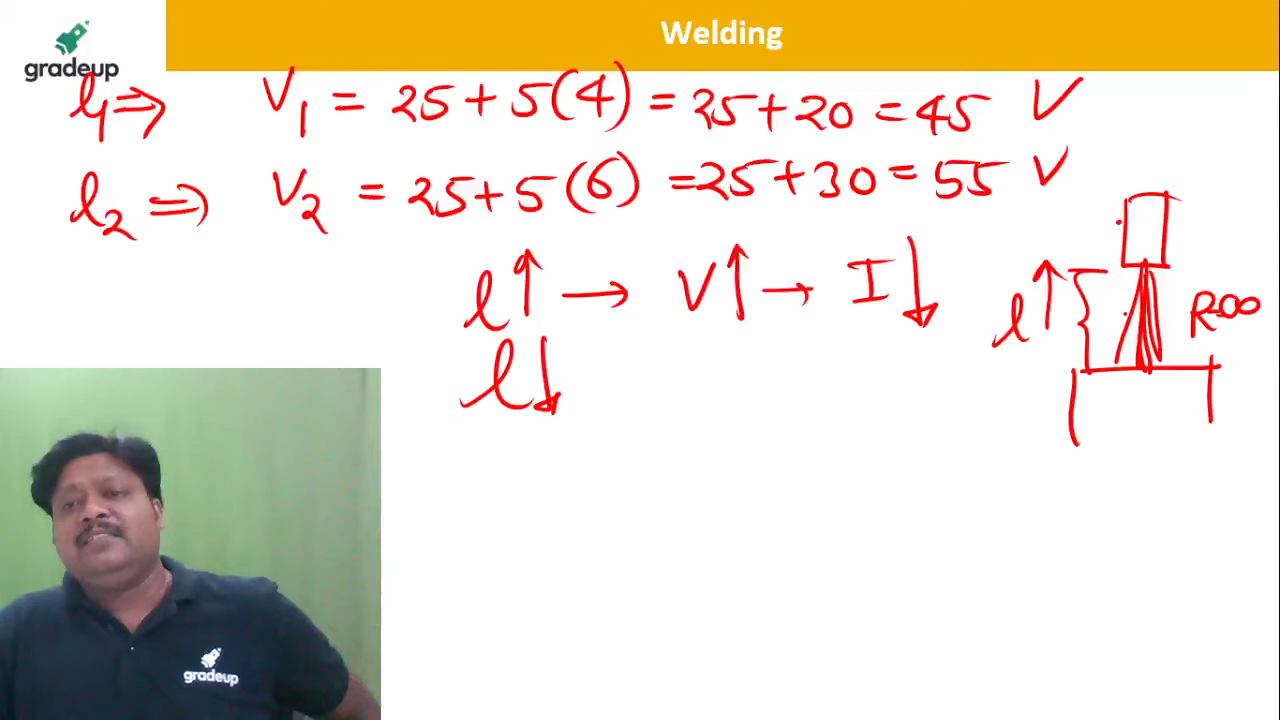 Welding
gradeup
l1 ⇒ V1 = 25 + 5(4) = 25 + 20 = 45 V
l2 ⇒ V2 = 25 + 5(6) = 25 + 30 = 55 V
l↑ → V↑ → I↓
l↑
l↓
gradeup